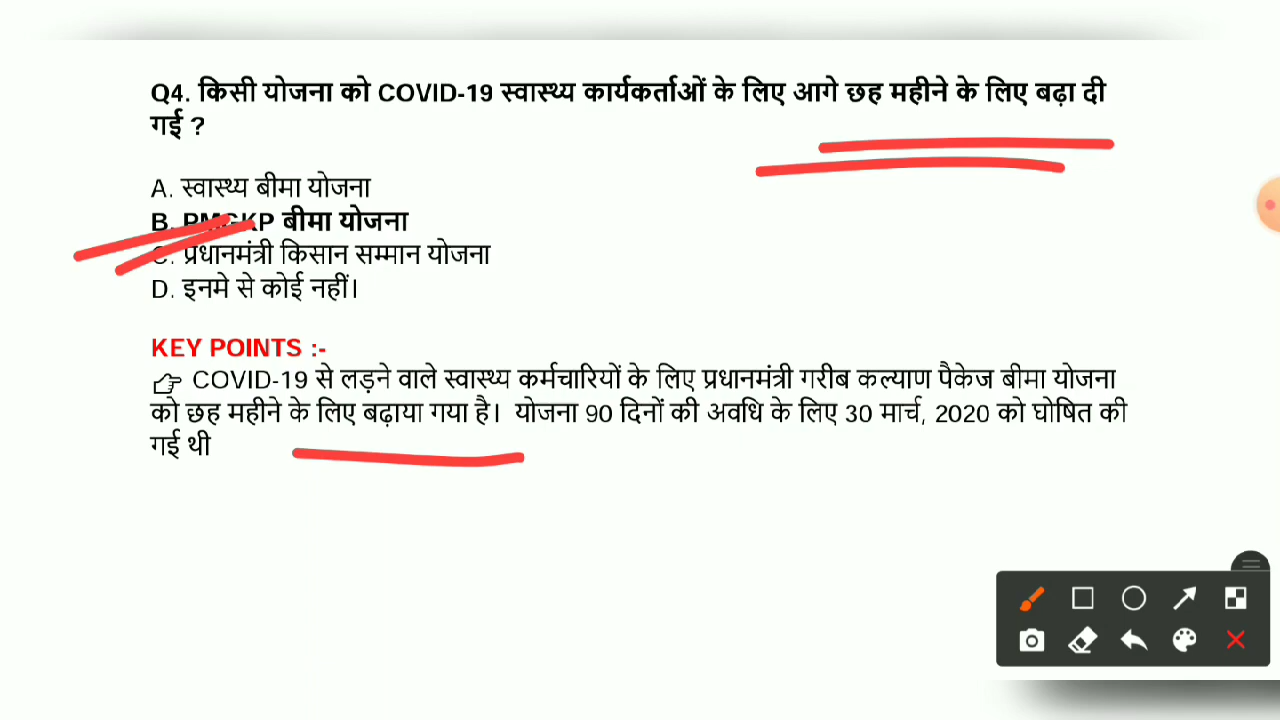 Q4. किसी योजना को COVID-19 स्वास्थ्य कार्यकर्ताओं के लिए आगे छह महीने के लिए बढ़ा दी
गई ?
A. स्वास्थ्य बीमा योजना
B. PMGKP बीमा योजना
C. प्रधानमंत्री किसान सम्मान योजना
D. इनमे से कोई नहीं।
KEY POINTS :-
COVID-19 से लड़ने वाले स्वास्थ्य कर्मचारियों के लिए प्रधानमंत्री गरीब कल्याण पैकेज बीमा योजना
को छह महीने के लिए बढ़ाया गया है। योजना 90 दिनों की अवधि के लिए 30 मार्च, 2020 को घोषित की
गई थी